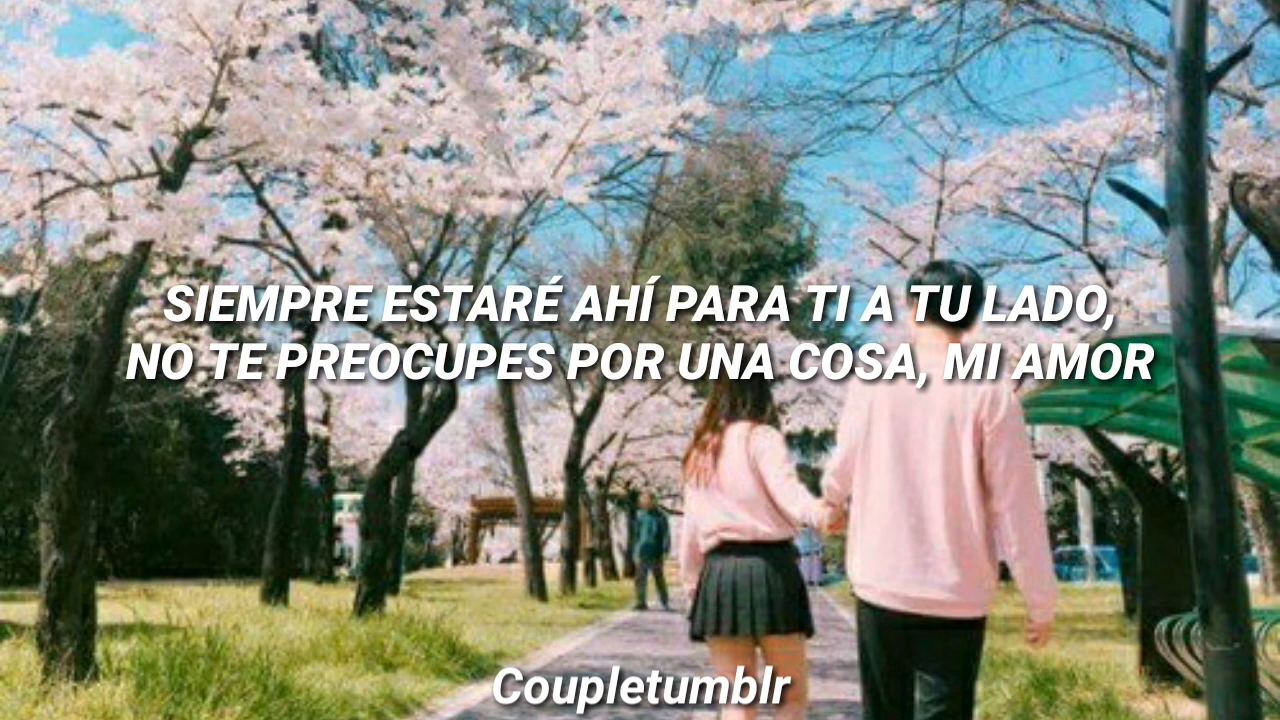 SIEMPRE ESTARÉ AHÍ PARA TI A TU LADO,
NO TE PREOCUPES POR UNA COSA, MI AMOR
Coupletumblr